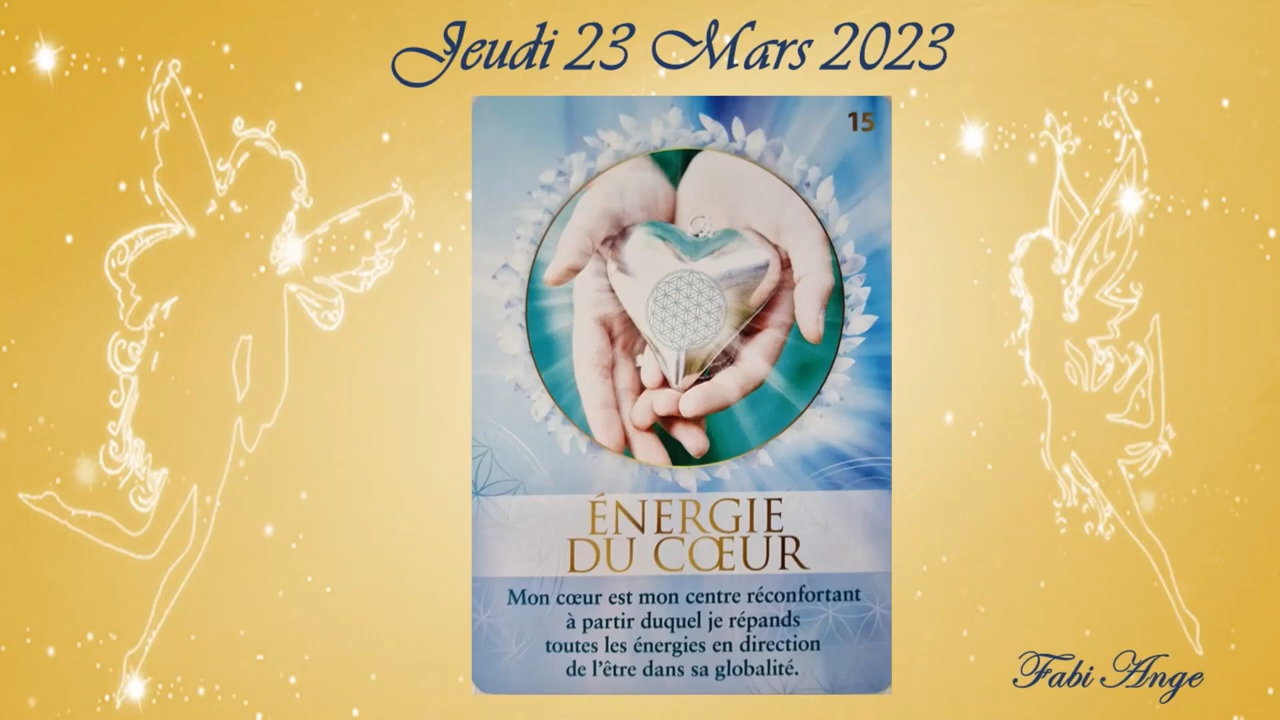 Jeudi 23 Mars 2023
15
ÉNERGIE
DU CŒUR
Mon cœur est mon centre réconfortant
à partir duquel je répands
toutes les énergies en direction
de l'être dans sa globalité.
Fabi Ange